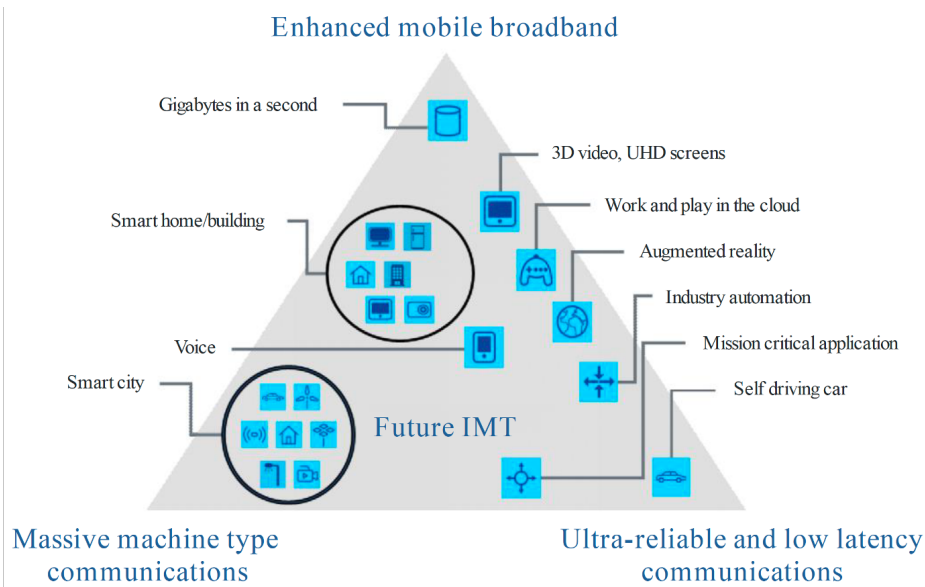 Enhanced mobile broadband
Gigabytes in a second
3D video, UHD screens
Smart home/building
Work and play in the cloud
Augmented reality
Industry automation
Voice
Mission critical application
Smart city
Self driving car
Future IMT
Massive machine type
communications
Ultra-reliable and low latency
communications